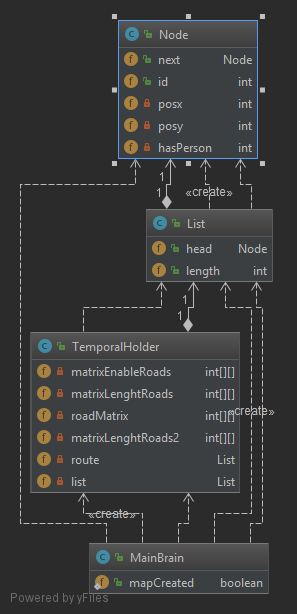 Node
next Node
id int
posx int
posy int
hasPerson int
1
1
«create»
List
head Node
length int
1
1
TemporalHolder
matrixEnableRoads int[][]
matrixLenghtRoads int[][]
roadMatrix int[][]
«create»
matrixLenghtRoads2 int[][]
route List
list List
«create»
MainBrain
mapCreated boolean
Powered by yFiles